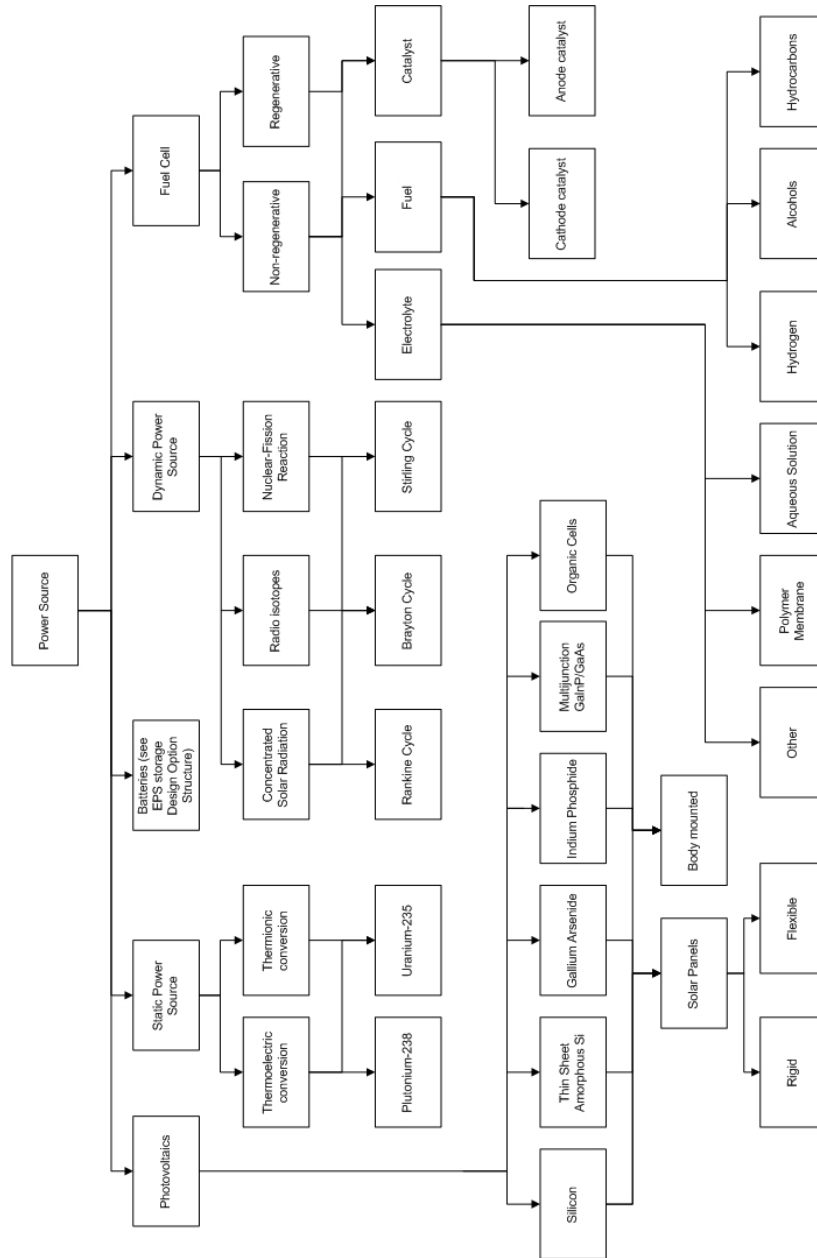 Power Source
Photovoltaics
Static Power
Source
Batteries (see
EPS storage
Design Option
Structure)
Dynamic Power
Source
Fuel Cell
Thermoelectric
conversion
Thermionic
conversion
Concentrated
Solar Radiation
Radio isotopes
Nuclear-Fission
Reaction
Non-regenerative
Regenerative
Plutonium-238
Uranium-235
Rankine Cycle
Brayton Cycle
Stirling Cycle
Electrolyte
Fuel
Catalyst
Silicon
Thin Sheet
Amorphous Si
Gallium Arsenide
Indium Phosphide
Multijunction
GaInP/GaAs
Organic Cells
Cathode catalyst
Anode catalyst
Solar Panels
Body mounted
Rigid
Flexible
Other
Polymer
Membrane
Aqueous Solution
Hydrogen
Alcohols
Hydrocarbons